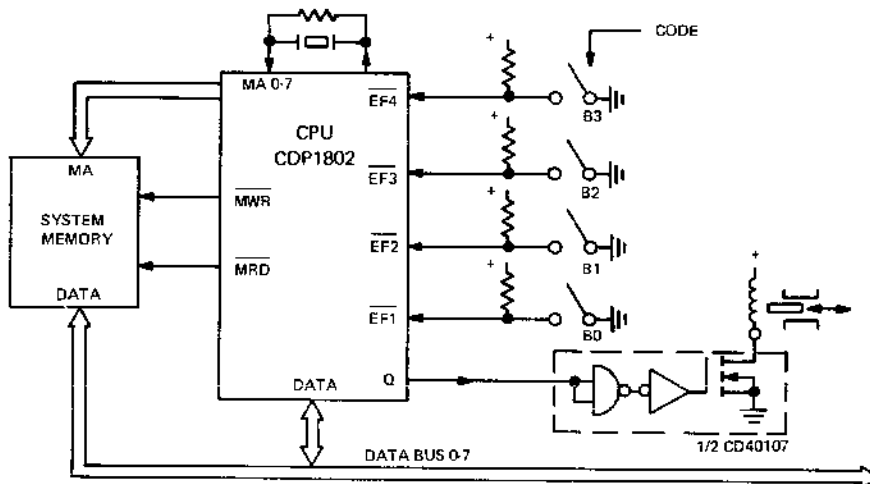 CODE
+
+
+
+
+
MA 0-7
CPU
CDP1802
EF4
EF3
EF2
EF1
B3
B2
B1
B0
MA
SYSTEM
MEMORY
DATA
MWR
MRD
Q
DATA
1/2 CD40107
DATA BUS 0-7